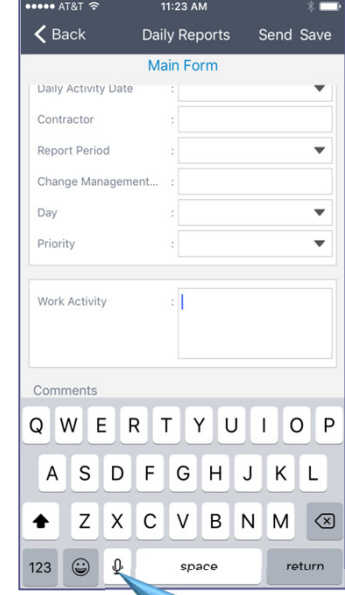 AT&T 11:23 AM
Back Daily Reports Send Save
Main Form
Daily Activity Date :
Contractor :
Report Period :
Change Management... :
Day :
Priority :
Work Activity :
Comments
Q W E R T Y U I O P
A S D F G H J K L
Z X C V B N M
123 space return